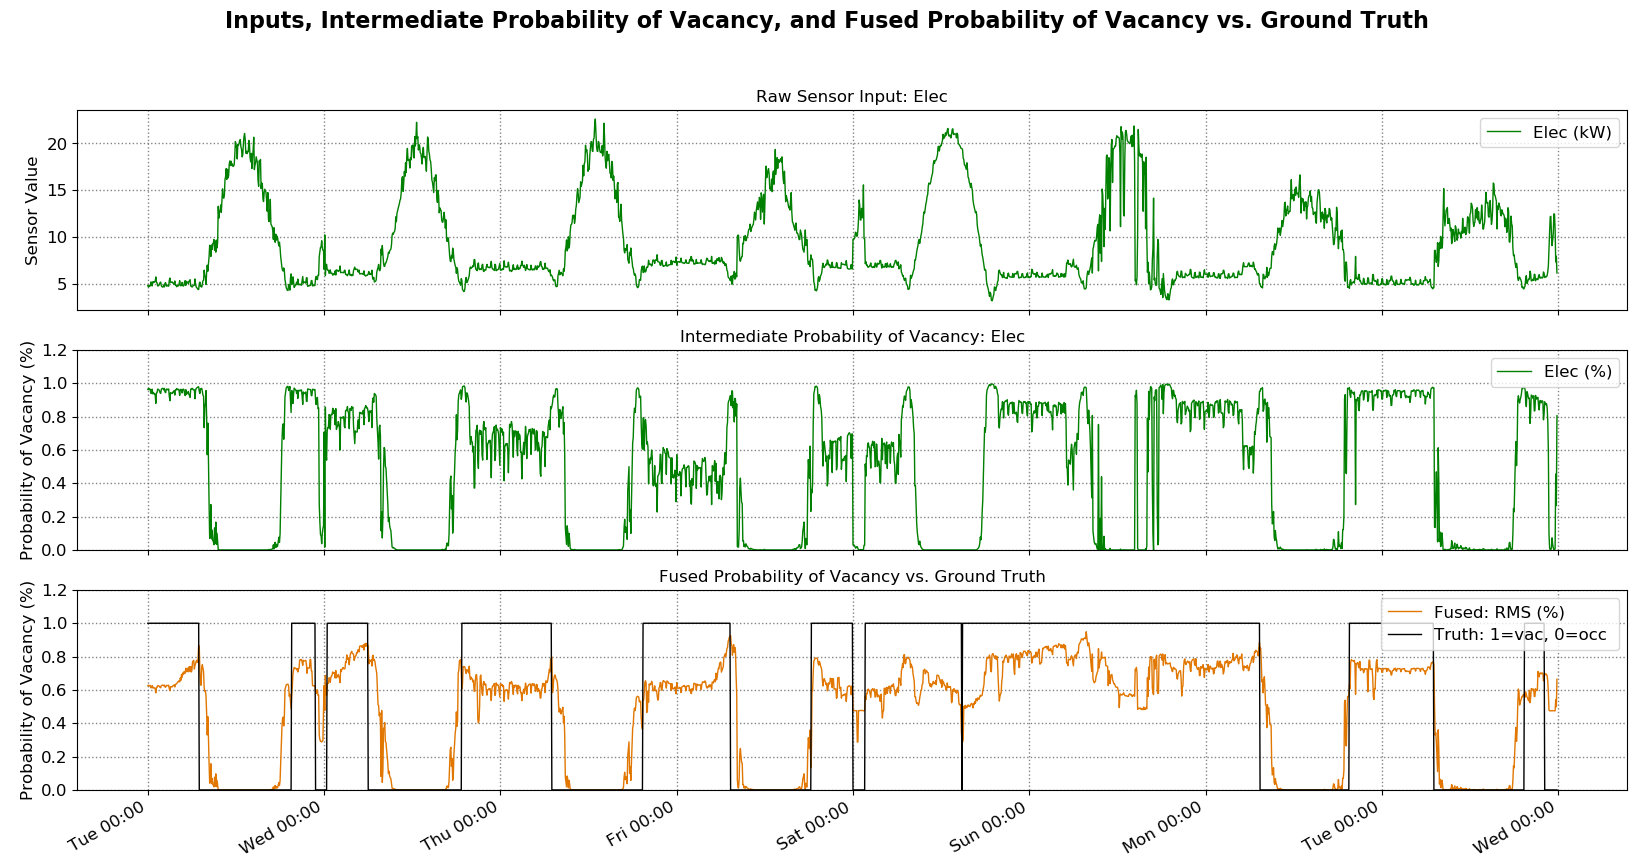 Inputs, Intermediate Probability of Vacancy, and Fused Probability of Vacancy vs. Ground Truth
Raw Sensor Input: Elec
Sensor Value
20
15
10
5
Elec (kW)
Intermediate Probability of Vacancy: Elec
Probability of Vacancy (%)
1.2
1.0
0.8
0.6
0.4
0.2
0.0
Elec (%)
Fused Probability of Vacancy vs. Ground Truth
Probability of Vacancy (%)
1.2
1.0
0.8
0.6
0.4
0.2
0.0
Fused: RMS (%)
Truth: 1=vac, 0=occ
Tue 00:00
Wed 00:00
Thu 00:00
Fri 00:00
Sat 00:00
Sun 00:00
Mon 00:00
Tue 00:00
Wed 00:00